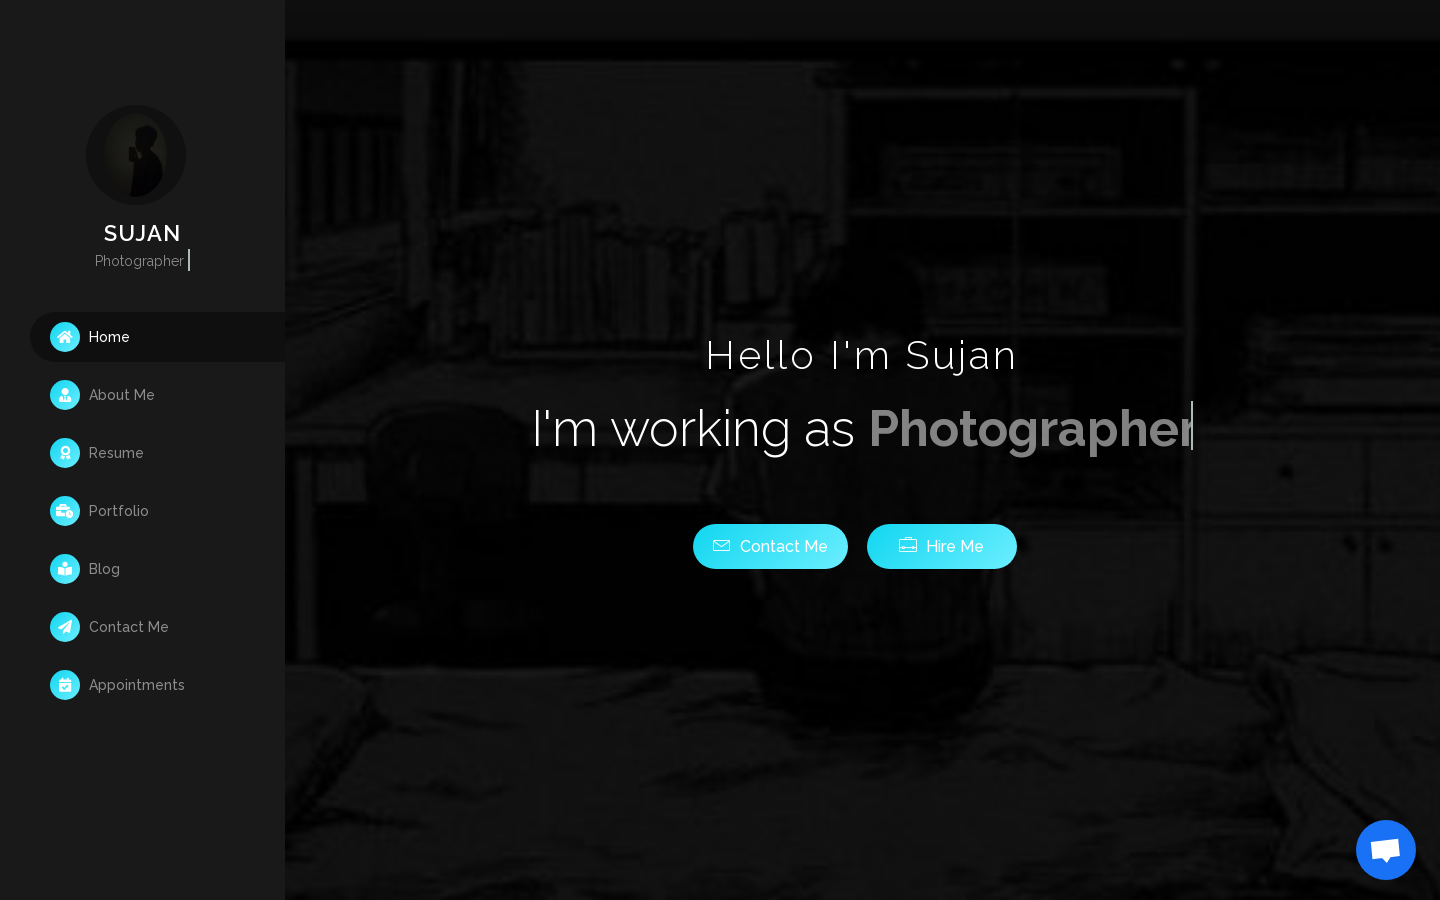 SUJAN
Photographer
Home
About Me
Resume
Portfolio
Blog
Contact Me
Appointments
Hello I'm Sujan
I'm working as Photographer
Contact Me
Hire Me